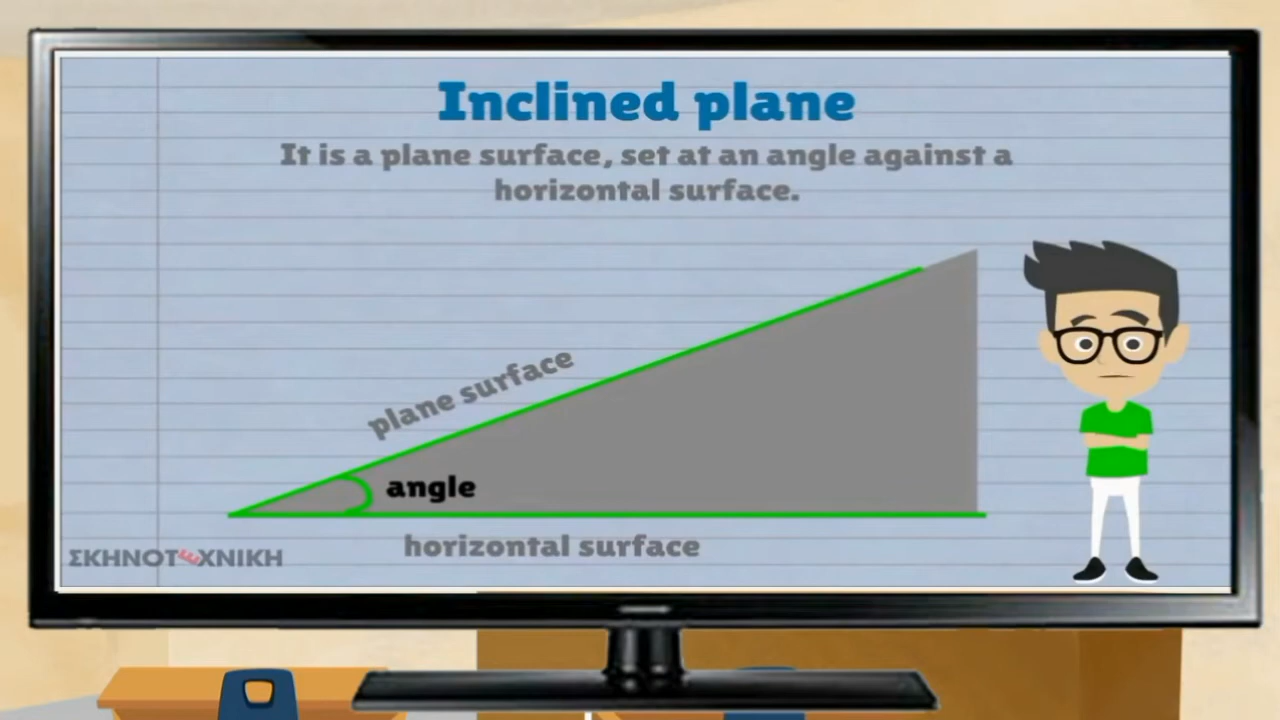 Inclined plane
It is a plane surface, set at an angle against a
horizontal surface.
plane surface
angle
horizontal surface
ΣΚΗΝΟΤΕΧΝΙΚΗ